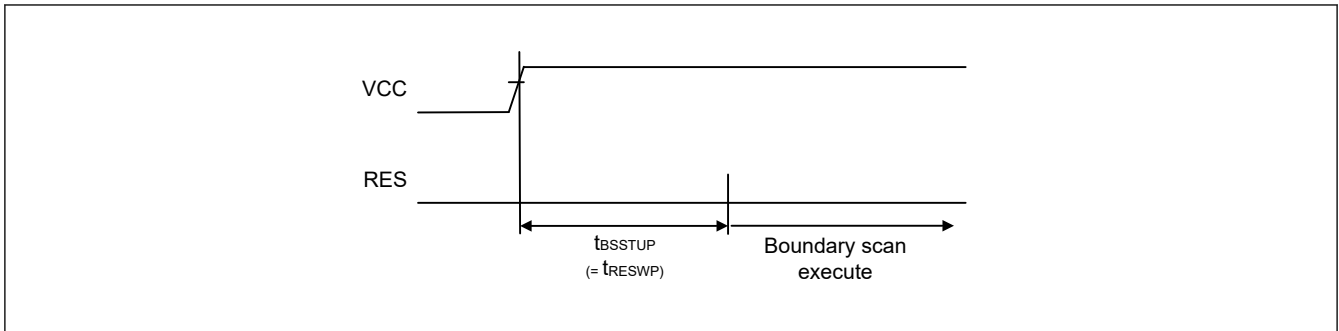 VCC
RES
tBSSTUP
(= tRESWP)
Boundary scan
execute